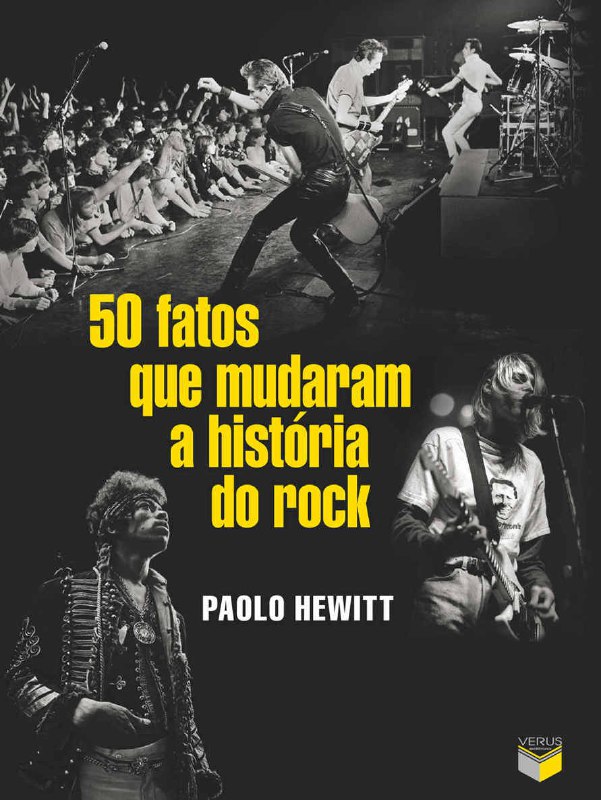 50 fatos
que mudaram
a história
do rock
PAOLO HEWITT
VERUS